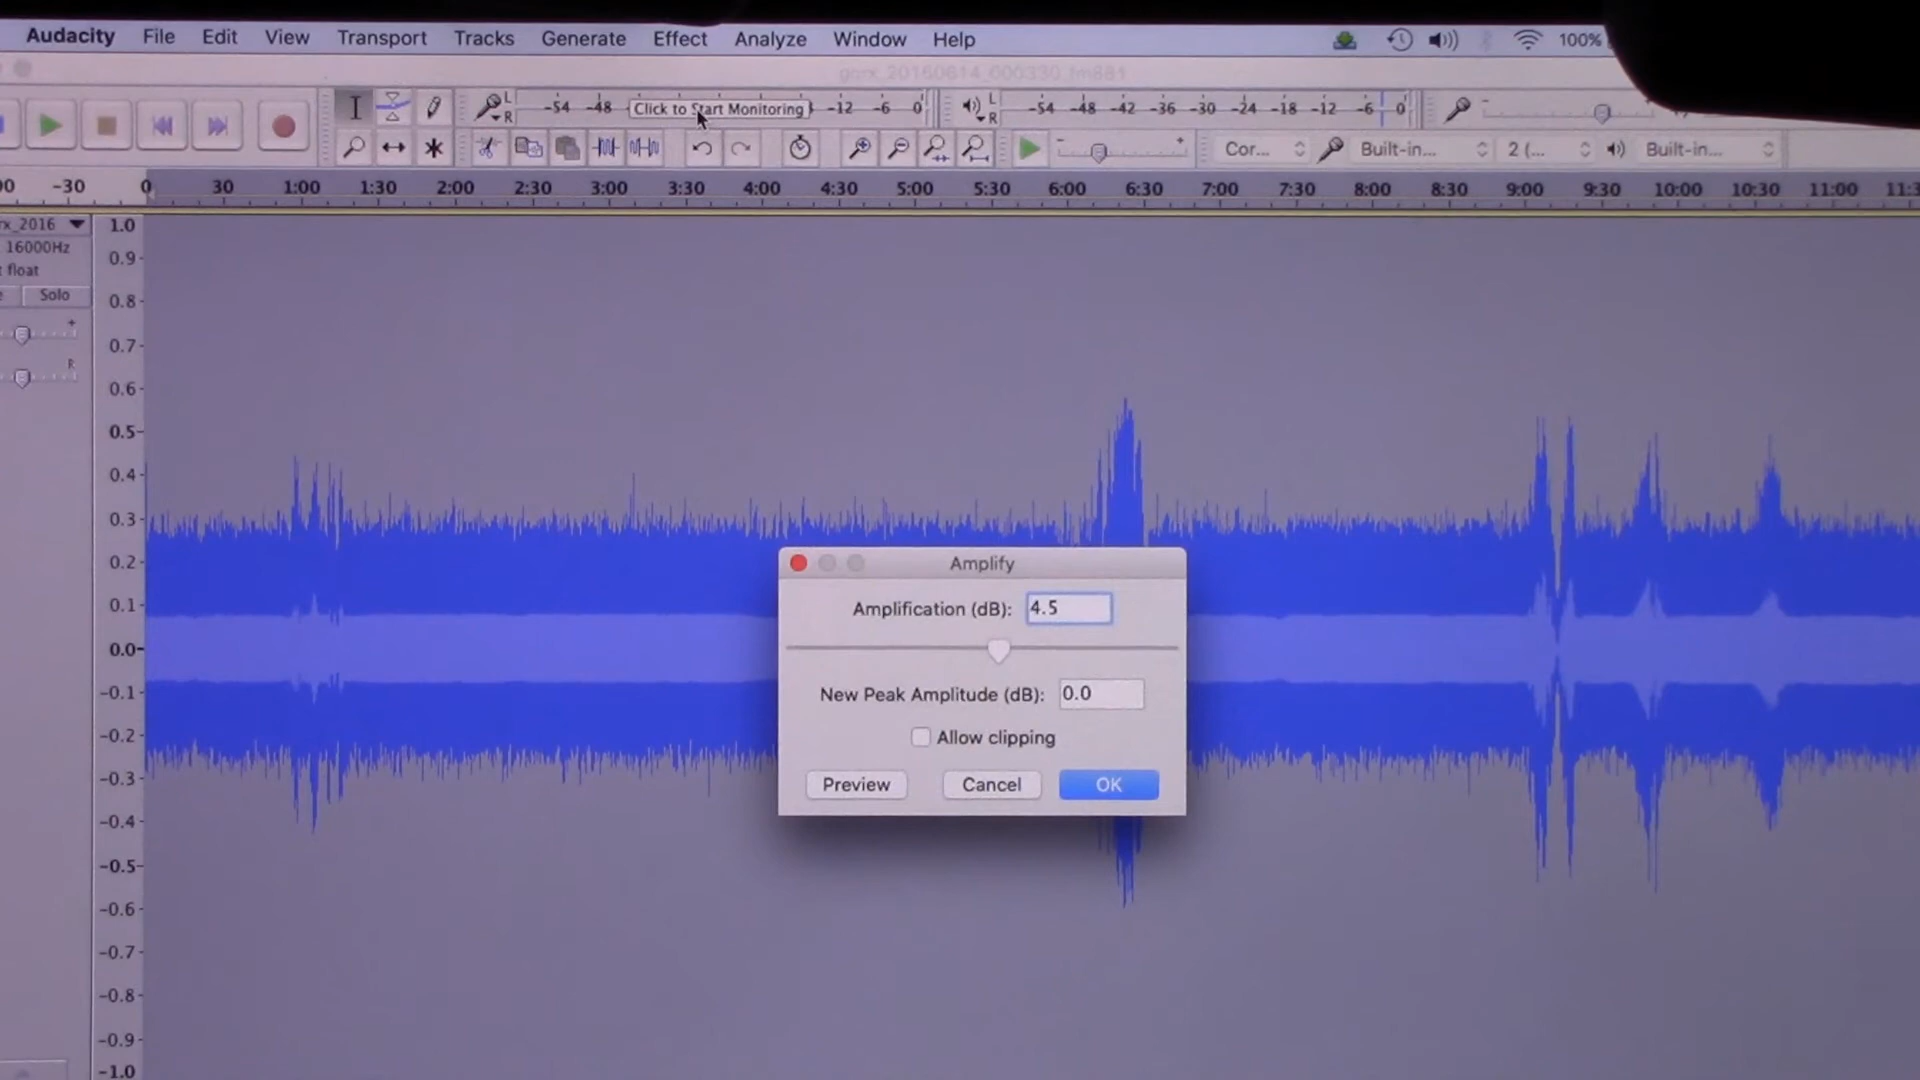 Audacity File Edit View Transport Tracks Generate Effect Analyze Window Help 100%
gqrx_20160614_000330_fm881
L R -54 -48 Click to Start Monitoring -12 -6 0 L R -54 -48 -42 -36 -30 -24 -18 -12 -6 0
Cor... Built-in... 2 (... Built-in...
00 -30 0 30 1:00 1:30 2:00 2:30 3:00 3:30 4:00 4:30 5:00 5:30 6:00 6:30 7:00 7:30 8:00 8:30 9:00 9:30 10:00 10:30 11:00 11:3
rx_2016 1.0
16000Hz 0.9
t float
e Solo 0.8
+ 0.7
R 0.6
0.5
0.4
0.3
0.2
0.1
0.0
-0.1
-0.2
-0.3
-0.4
-0.5
-0.6
-0.7
-0.8
-0.9
-1.0
Amplify
Amplification (dB): 4.5
New Peak Amplitude (dB): 0.0
Allow clipping
Preview Cancel OK